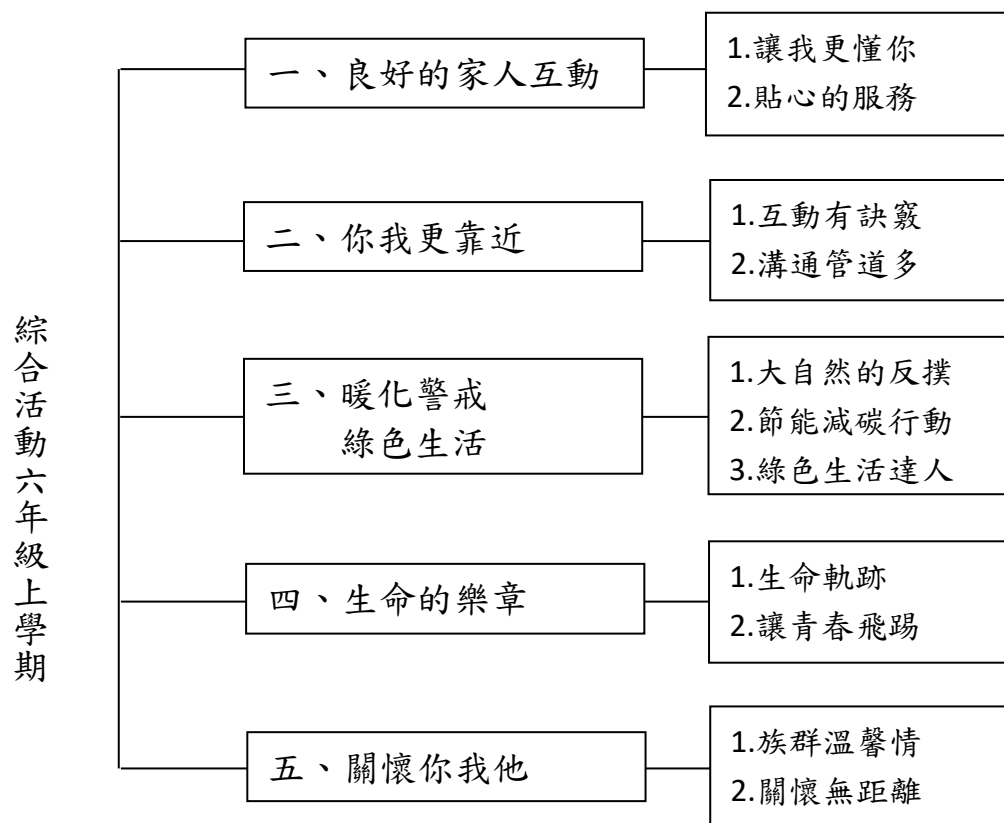 綜合活動六年級上學期
一、良好的家人互動
1.讓我更懂你
2.貼心的服務
二、你我更靠近
1.互動有訣竅
2.溝通管道多
三、暖化警戒
綠色生活
1.大自然的反撲
2.節能減碳行動
3.綠色生活達人
四、生命的樂章
1.生命軌跡
2.讓青春飛踢
五、關懷你我他
1.族群溫馨情
2.關懷無距離